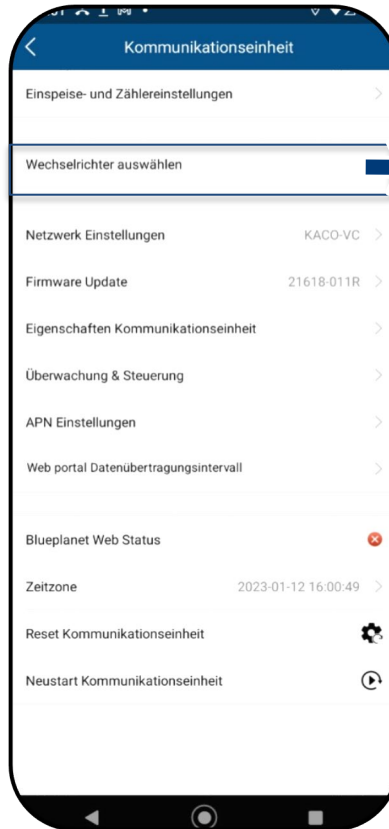 Kommunikationseinheit
Einspeise- und Zählereinstellungen
Wechselrichter auswählen
Netzwerk Einstellungen KACO-VC
Firmware Update 21618-011R
Eigenschaften Kommunikationseinheit
Überwachung & Steuerung
APN Einstellungen
Web portal Datenübertragungsintervall
Blueplanet Web Status
Zeitzone 2023-01-12 16:00:49
Reset Kommunikationseinheit
Neustart Kommunikationseinheit